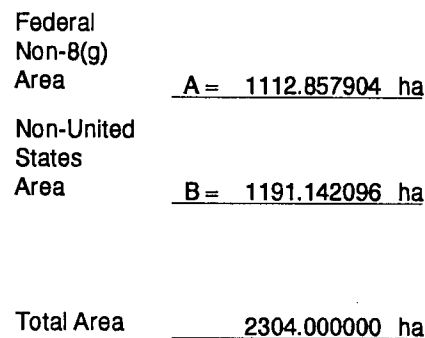 Federal
Non-8(g)
Area A = 1112.857904 ha
Non-United
States
Area B = 1191.142096 ha
Total Area 2304.000000 ha